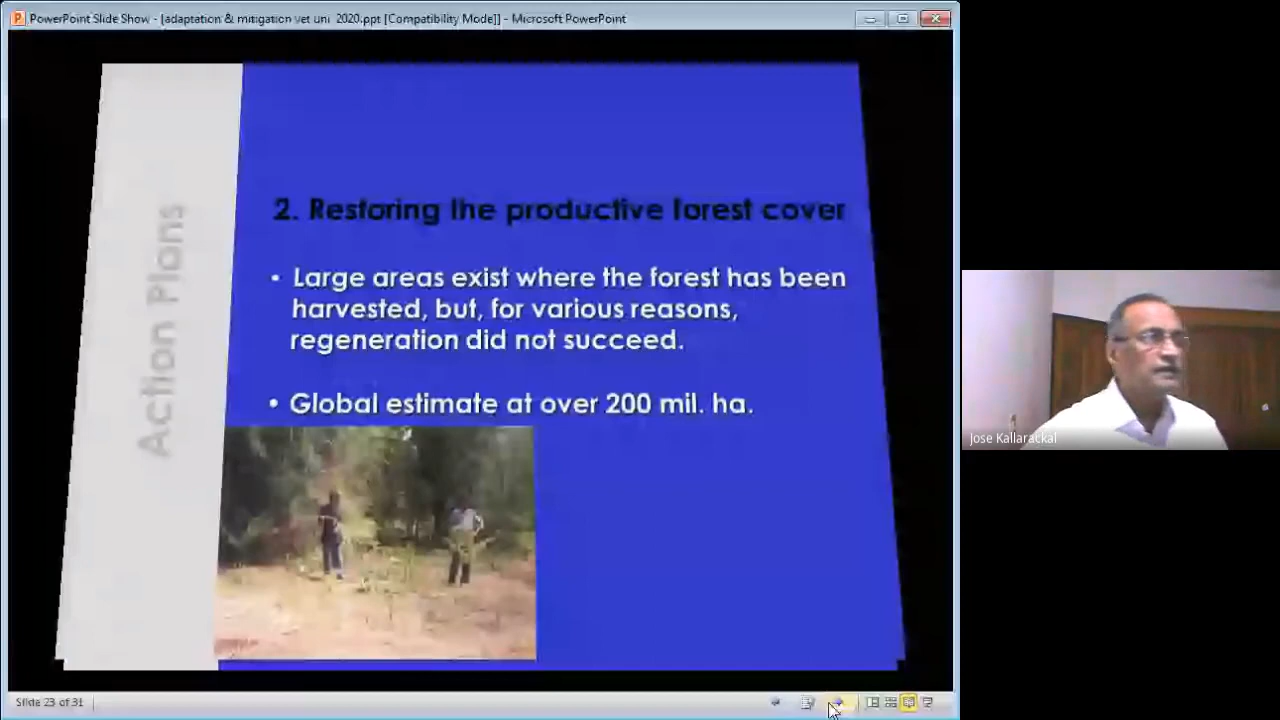 PowerPoint Slide Show - [adaptation & mitigation vet uni 2020.ppt [Compatibility Mode]] - Microsoft PowerPoint
Action Plans
2. Restoring the productive forest cover
• Large areas exist where the forest has been
harvested, but, for various reasons,
regeneration did not succeed.
• Global estimate at over 200 mil. ha.
Jose Kallarackal
Slide 23 of 31